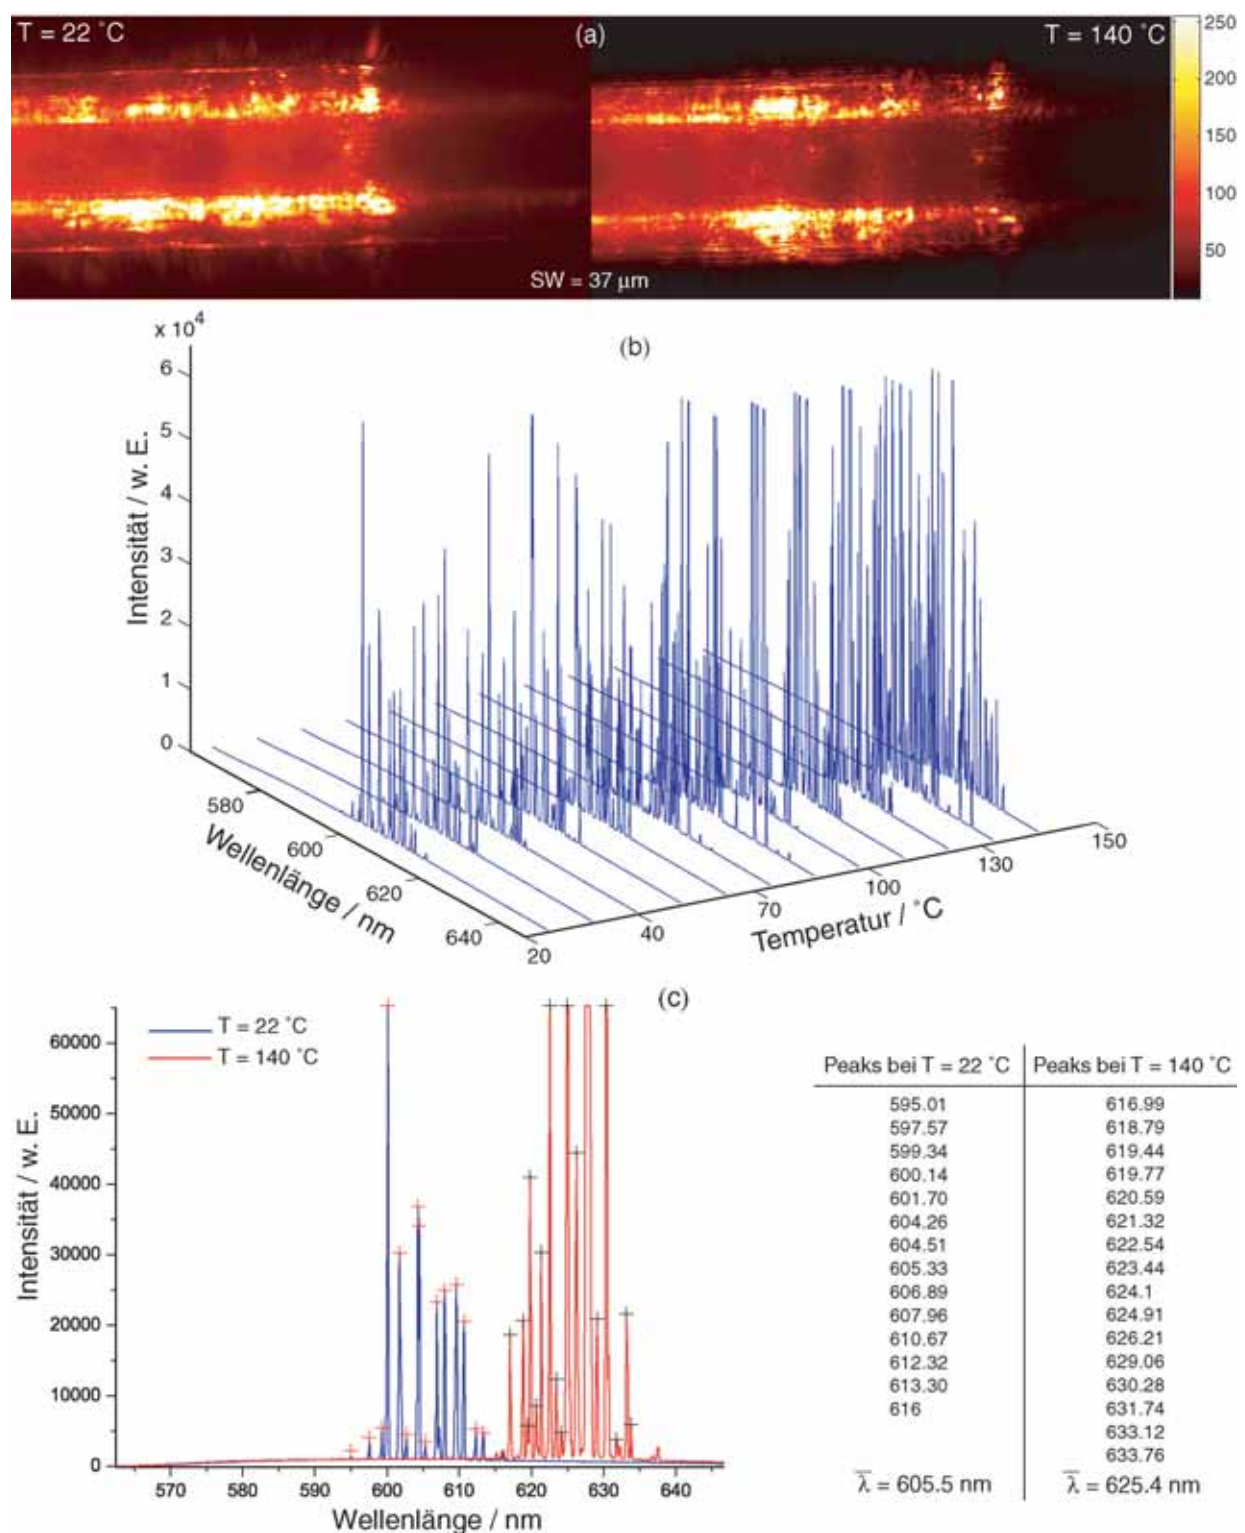 T = 22 °C
(a)
T = 140 °C
250
200
150
100
50
SW = 37 μm
(b)
x 10⁴
6
5
4
3
2
1
0
Intensität / w. E.
580
600
620
640
Wellenlänge / nm
20
40
70
100
130
150
Temperatur / °C
(c)
T = 22 °C
T = 140 °C
60000
50000
40000
30000
20000
10000
0
Intensität / w. E.
570 580 590 600 610 620 630 640
Wellenlänge / nm
Peaks bei T = 22 °C Peaks bei T = 140 °C
595.01 616.99
597.57 618.79
599.34 619.44
600.14 619.77
601.70 620.59
604.26 621.32
604.51 622.54
605.33 623.44
606.89 624.1
607.96 624.91
610.67 626.21
612.32 629.06
613.30 630.28
616 631.74
633.12
633.76
λ̅ = 605.5 nm λ̅ = 625.4 nm